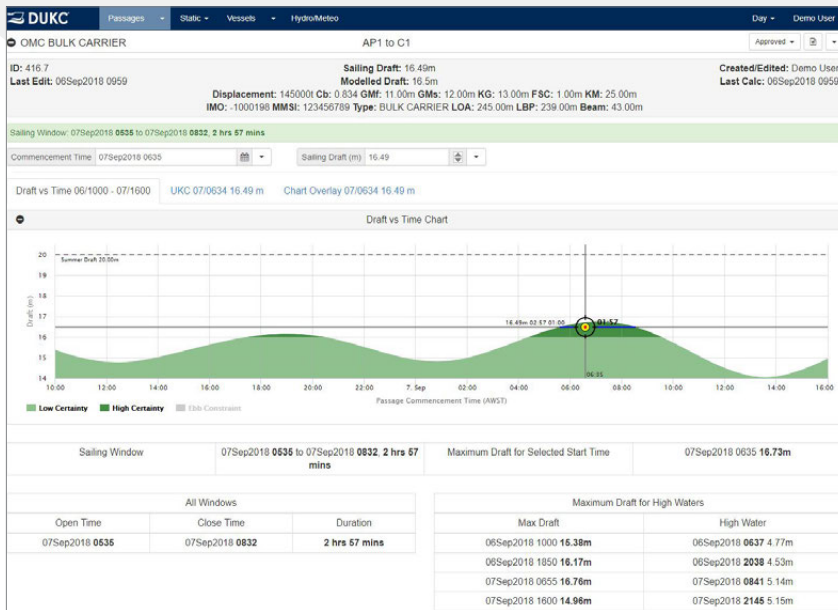 DUKC Passages Static Vessels Hydro/Meteo Day Demo User
OMC BULK CARRIER AP1 to C1 Approved
ID: 416.7 Sailing Draft: 16.49m Created/Edited: Demo User
Last Edit: 06Sep2018 0959 Modelled Draft: 16.5m Last Calc: 06Sep2018 0959
Displacement: 145000t Cb: 0.834 GMf: 11.00m GMs: 12.00m KG: 13.00m FSC: 1.00m KM: 25.00m
IMO: -1000198 MMSI: 123456789 Type: BULK CARRIER LOA: 245.00m LBP: 239.00m Beam: 43.00m
Sailing Window: 07Sep2018 0535 to 07Sep2018 0832, 2 hrs 57 mins
Commencement Time 07Sep2018 0635 Sailing Draft (m) 16.49
Draft vs Time 06/1000 - 07/1600 UKC 07/0634 16.49 m Chart Overlay 07/0634 16.49 m
Draft vs Time Chart
20
Summer Draft 20.00m
19
18
17
16.49m 02 57 01:00 01:57
16
15
14
Draft (m)
06:35
10:00 12:00 14:00 16:00 18:00 20:00 22:00 7. Sep 02:00 04:00 06:00 08:00 10:00 12:00 14:00 16:00
Passage Commencement Time (AWST)
Low Certainty High Certainty Ebb Constraint
Sailing Window 07Sep2018 0535 to 07Sep2018 0832, 2 hrs 57 Maximum Draft for Selected Start Time 07Sep2018 0635 16.73m
mins
All Windows
Open Time Close Time Duration
07Sep2018 0535 07Sep2018 0832 2 hrs 57 mins
Maximum Draft for High Waters
Max Draft High Water
06Sep2018 1000 15.38m 06Sep2018 0637 4.77m
06Sep2018 1850 16.17m 06Sep2018 2038 4.53m
07Sep2018 0655 16.76m 07Sep2018 0841 5.14m
07Sep2018 1600 14.96m 07Sep2018 2145 5.15m